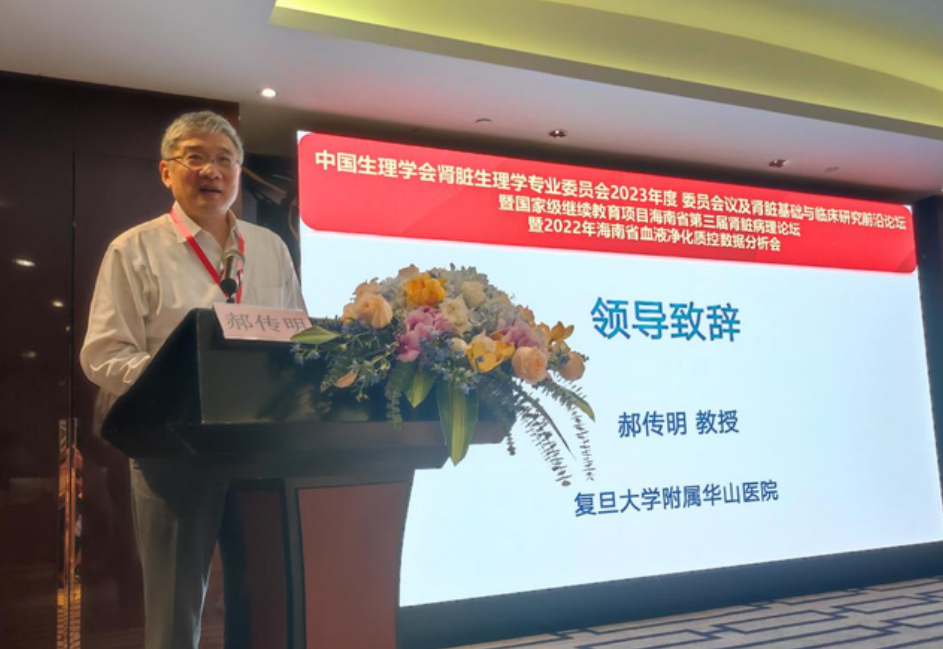 中国生理学会肾脏生理学专业委员会2023年度 委员会议及肾脏基础与临床研究前沿论坛
暨国家级继续教育项目海南省第三届肾脏病理论坛
暨2022年海南省血液净化质控数据分析会
领导致辞
郝传明 教授
复旦大学附属华山医院
郝传明